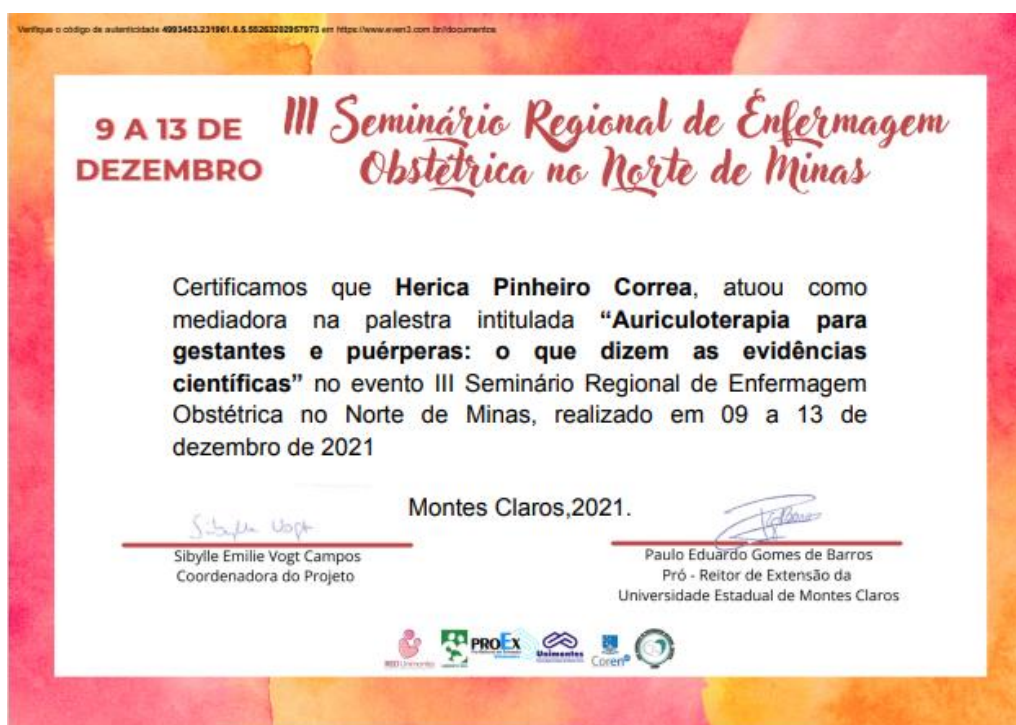 Verifique o código de autenticidade 4993453.231961.6.5.55263202957973 em https://www.even3.com.br/documentos
9 A 13 DE
DEZEMBRO
III Seminário Regional de Enfermagem
Obstétrica no Norte de Minas
Certificamos que Herica Pinheiro Correa, atuou como
mediadora na palestra intitulada “Auriculoterapia para
gestantes e puérperas: o que dizem as evidências
científicas” no evento III Seminário Regional de Enfermagem
Obstétrica no Norte de Minas, realizado em 09 a 13 de
dezembro de 2021
Montes Claros,2021.
Sibylle Vogt
Sibylle Emilie Vogt Campos
Coordenadora do Projeto
Paulo Eduardo Gomes de Barros
Pró - Reitor de Extensão da
Universidade Estadual de Montes Claros
PROEX
Unimontes
Coren